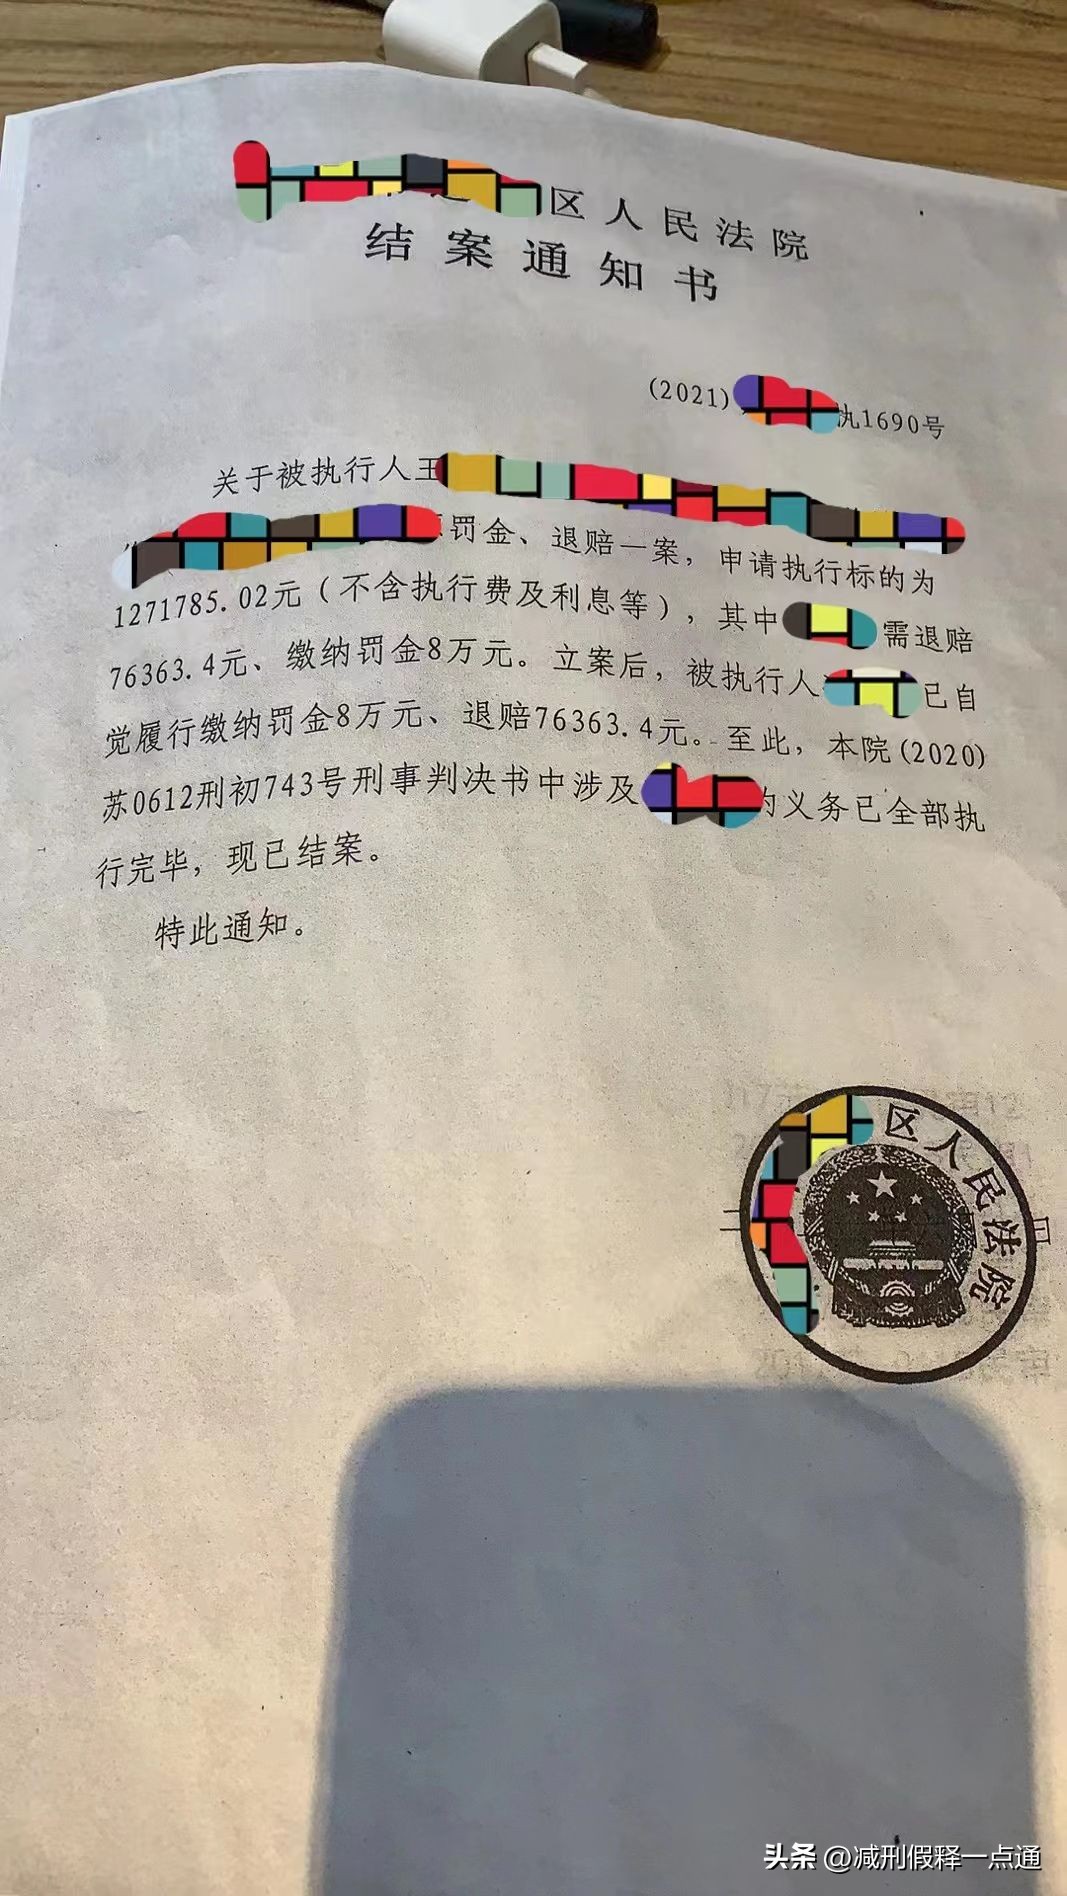 区人民法院
结案通知书
(2021) 执1690号
关于被执行人王
罚金、退赔一案，申请执行标的为
1271785.02元（不含执行费及利息等），其中 需退赔
76363.4元、缴纳罚金8万元。立案后，被执行人 已自
觉履行缴纳罚金8万元、退赔76363.4元。至此，本院(2020)
苏0612刑初743号刑事判决书中涉及 的义务已全部执
行完毕，现已结案。
特此通知。
区人民法院
头条 @减刑假释一点通